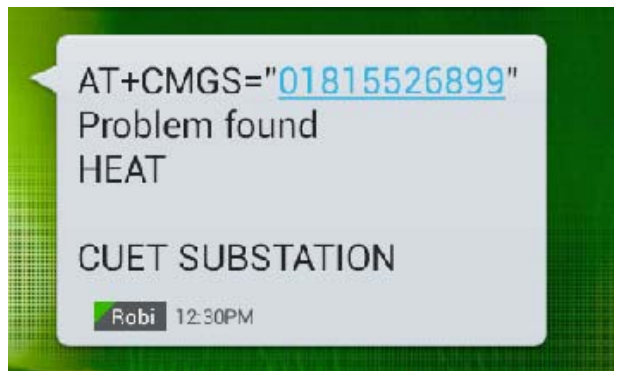 AT+CMGS="01815526899"
Problem found
HEAT
CUET SUBSTATION
Robi 12:30PM